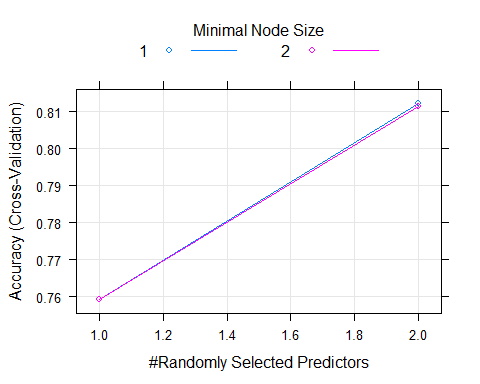 Minimal Node Size
1 2
Accuracy (Cross-Validation)
0.81
0.80
0.79
0.78
0.77
0.76
1.0 1.2 1.4 1.6 1.8 2.0
#Randomly Selected Predictors